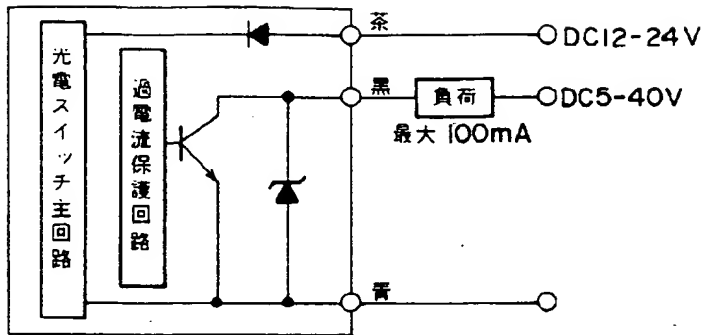 茶
DC12-24V
光電スイッチ主回路
過電流保護回路
黒
負荷
DC5-40V
最大 100mA
青